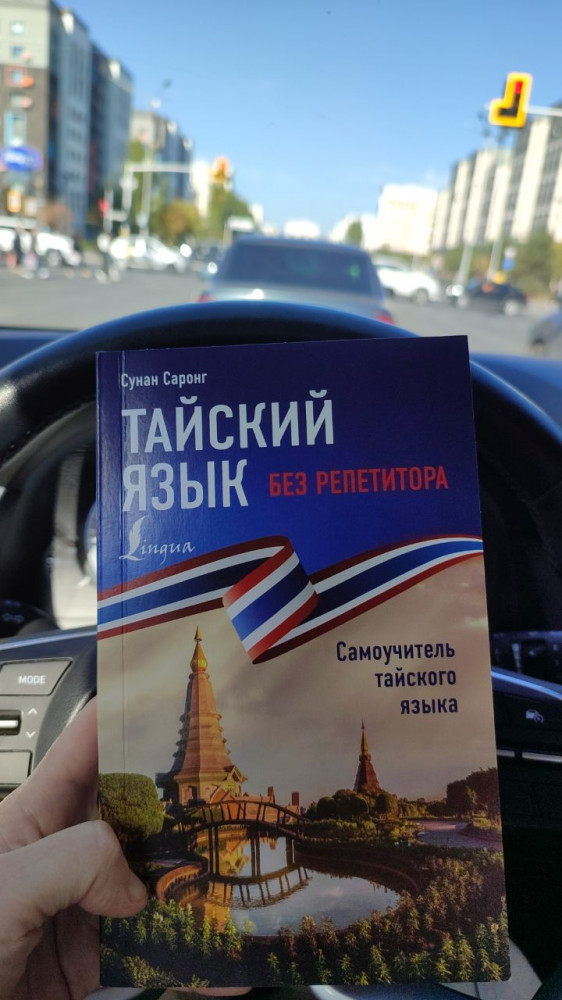 Сунан Саронг
ТАЙСКИЙ
ЯЗЫК БЕЗ РЕПЕТИТОРА
Lingua
Самоучитель
тайского
языка
MODE